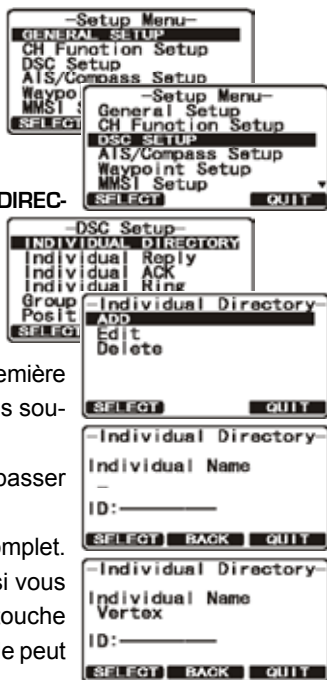 -Setup Menu-
GENERAL SETUP
CH Function Setup
DSC Setup
AIS/Compass Setup
Waypo
MMSI S
SELECT
-Setup Menu-
General Setup
CH Function Setup
DSC SETUP
AIS/Compass Setup
Waypoint Setup
MMSI Setup
SELECT QUIT
DIREC-
-DSC Setup-
INDIVIDUAL DIRECTORY
Individual Reply
Individual ACK
Individual Ring
Group
Posit
SELECT
-Individual Directory-
ADD
Edit
Delete
SELECT QUIT
emière
s sou-
-Individual Directory-
Individual Name
_
ID:---------
SELECT BACK QUIT
passer
omplet.
si vous
touche
e peut
-Individual Directory-
Individual Name
Vertex
ID:---------
SELECT BACK QUIT